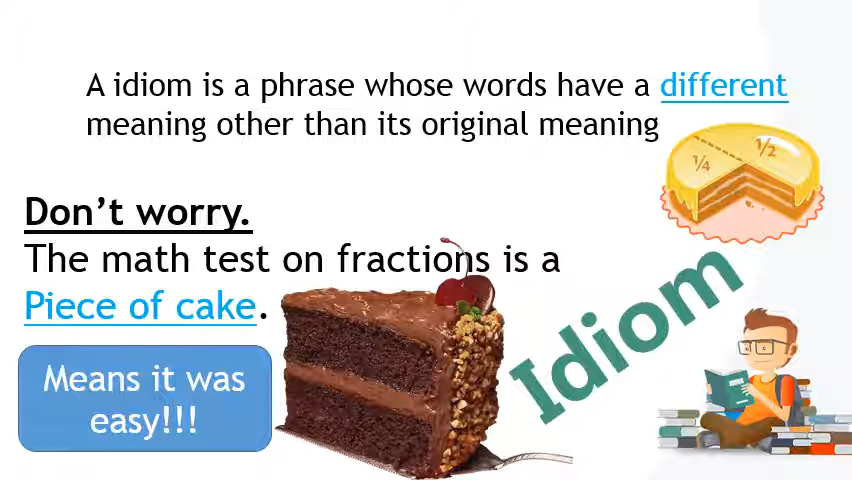 A idiom is a phrase whose words have a different
meaning other than its original meaning
1/4
1/2
Don’t worry.
The math test on fractions is a
Piece of cake.
Idiom
Means it was
easy!!!